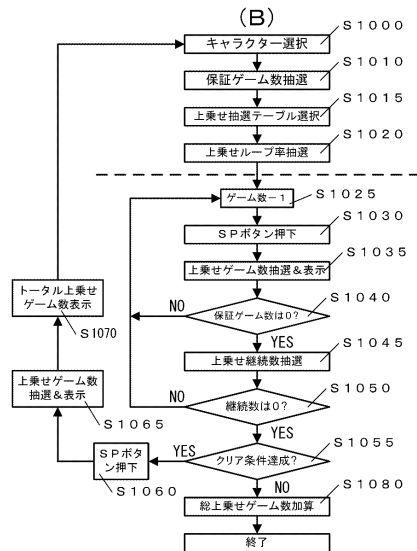 （B）
キャラクター選択
S1000
保証ゲーム数抽選
S1010
上乗せ抽選テーブル選択
S1015
上乗せループ率抽選
S1020
ゲーム数－1
S1025
SPボタン押下
S1030
上乗せゲーム数抽選＆表示
S1035
保証ゲーム数は0？
S1040
NO
YES
上乗せ継続数抽選
S1045
継続数は0？
S1050
NO
YES
クリア条件達成？
S1055
YES
NO
SPボタ
ン押下
S1060
上乗せゲーム数
抽選＆表示
S1065
トータル上乗せ
ゲーム数表示
S1070
総上乗せゲーム数加算
S1080
終了